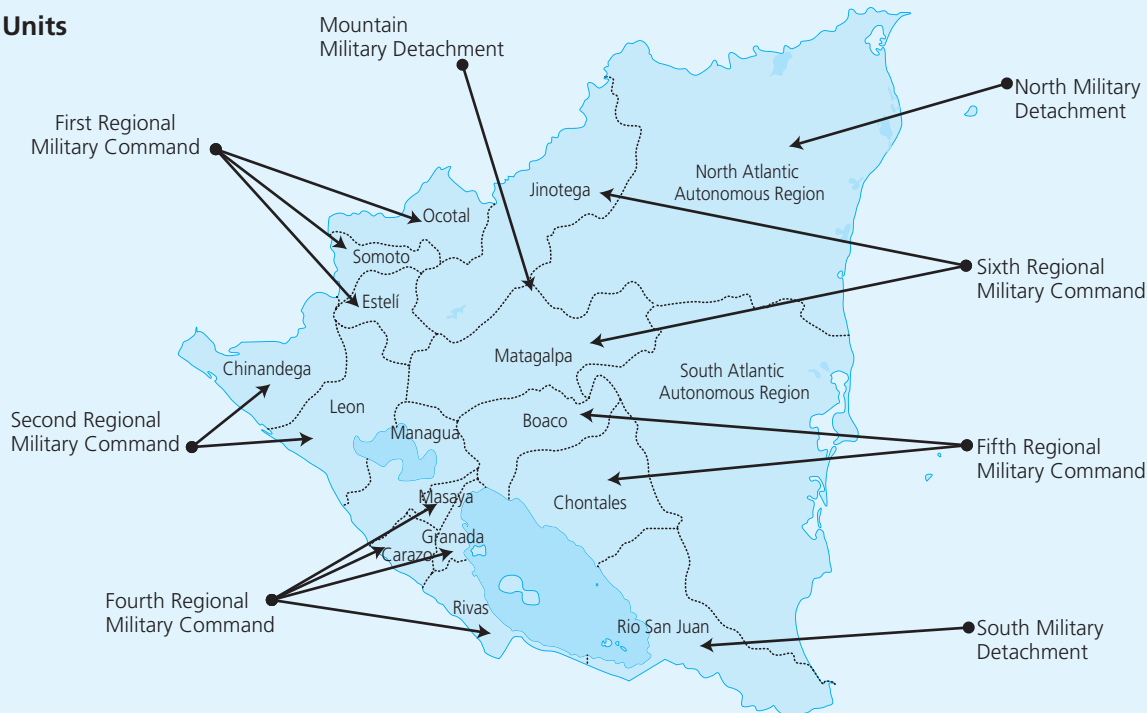 Units
Mountain
Military Detachment
North Military
Detachment
First Regional
Military Command
North Atlantic
Autonomous Region
Jinotega
Ocotal
Somoto
Sixth Regional
Military Command
Estelí
Matagalpa
Chinandega
South Atlantic
Autonomous Region
Leon
Boaco
Second Regional
Military Command
Managua
Fifth Regional
Military Command
Masaya
Chontales
Granada
Carazo
Fourth Regional
Military Command
Rivas
Rio San Juan
South Military
Detachment